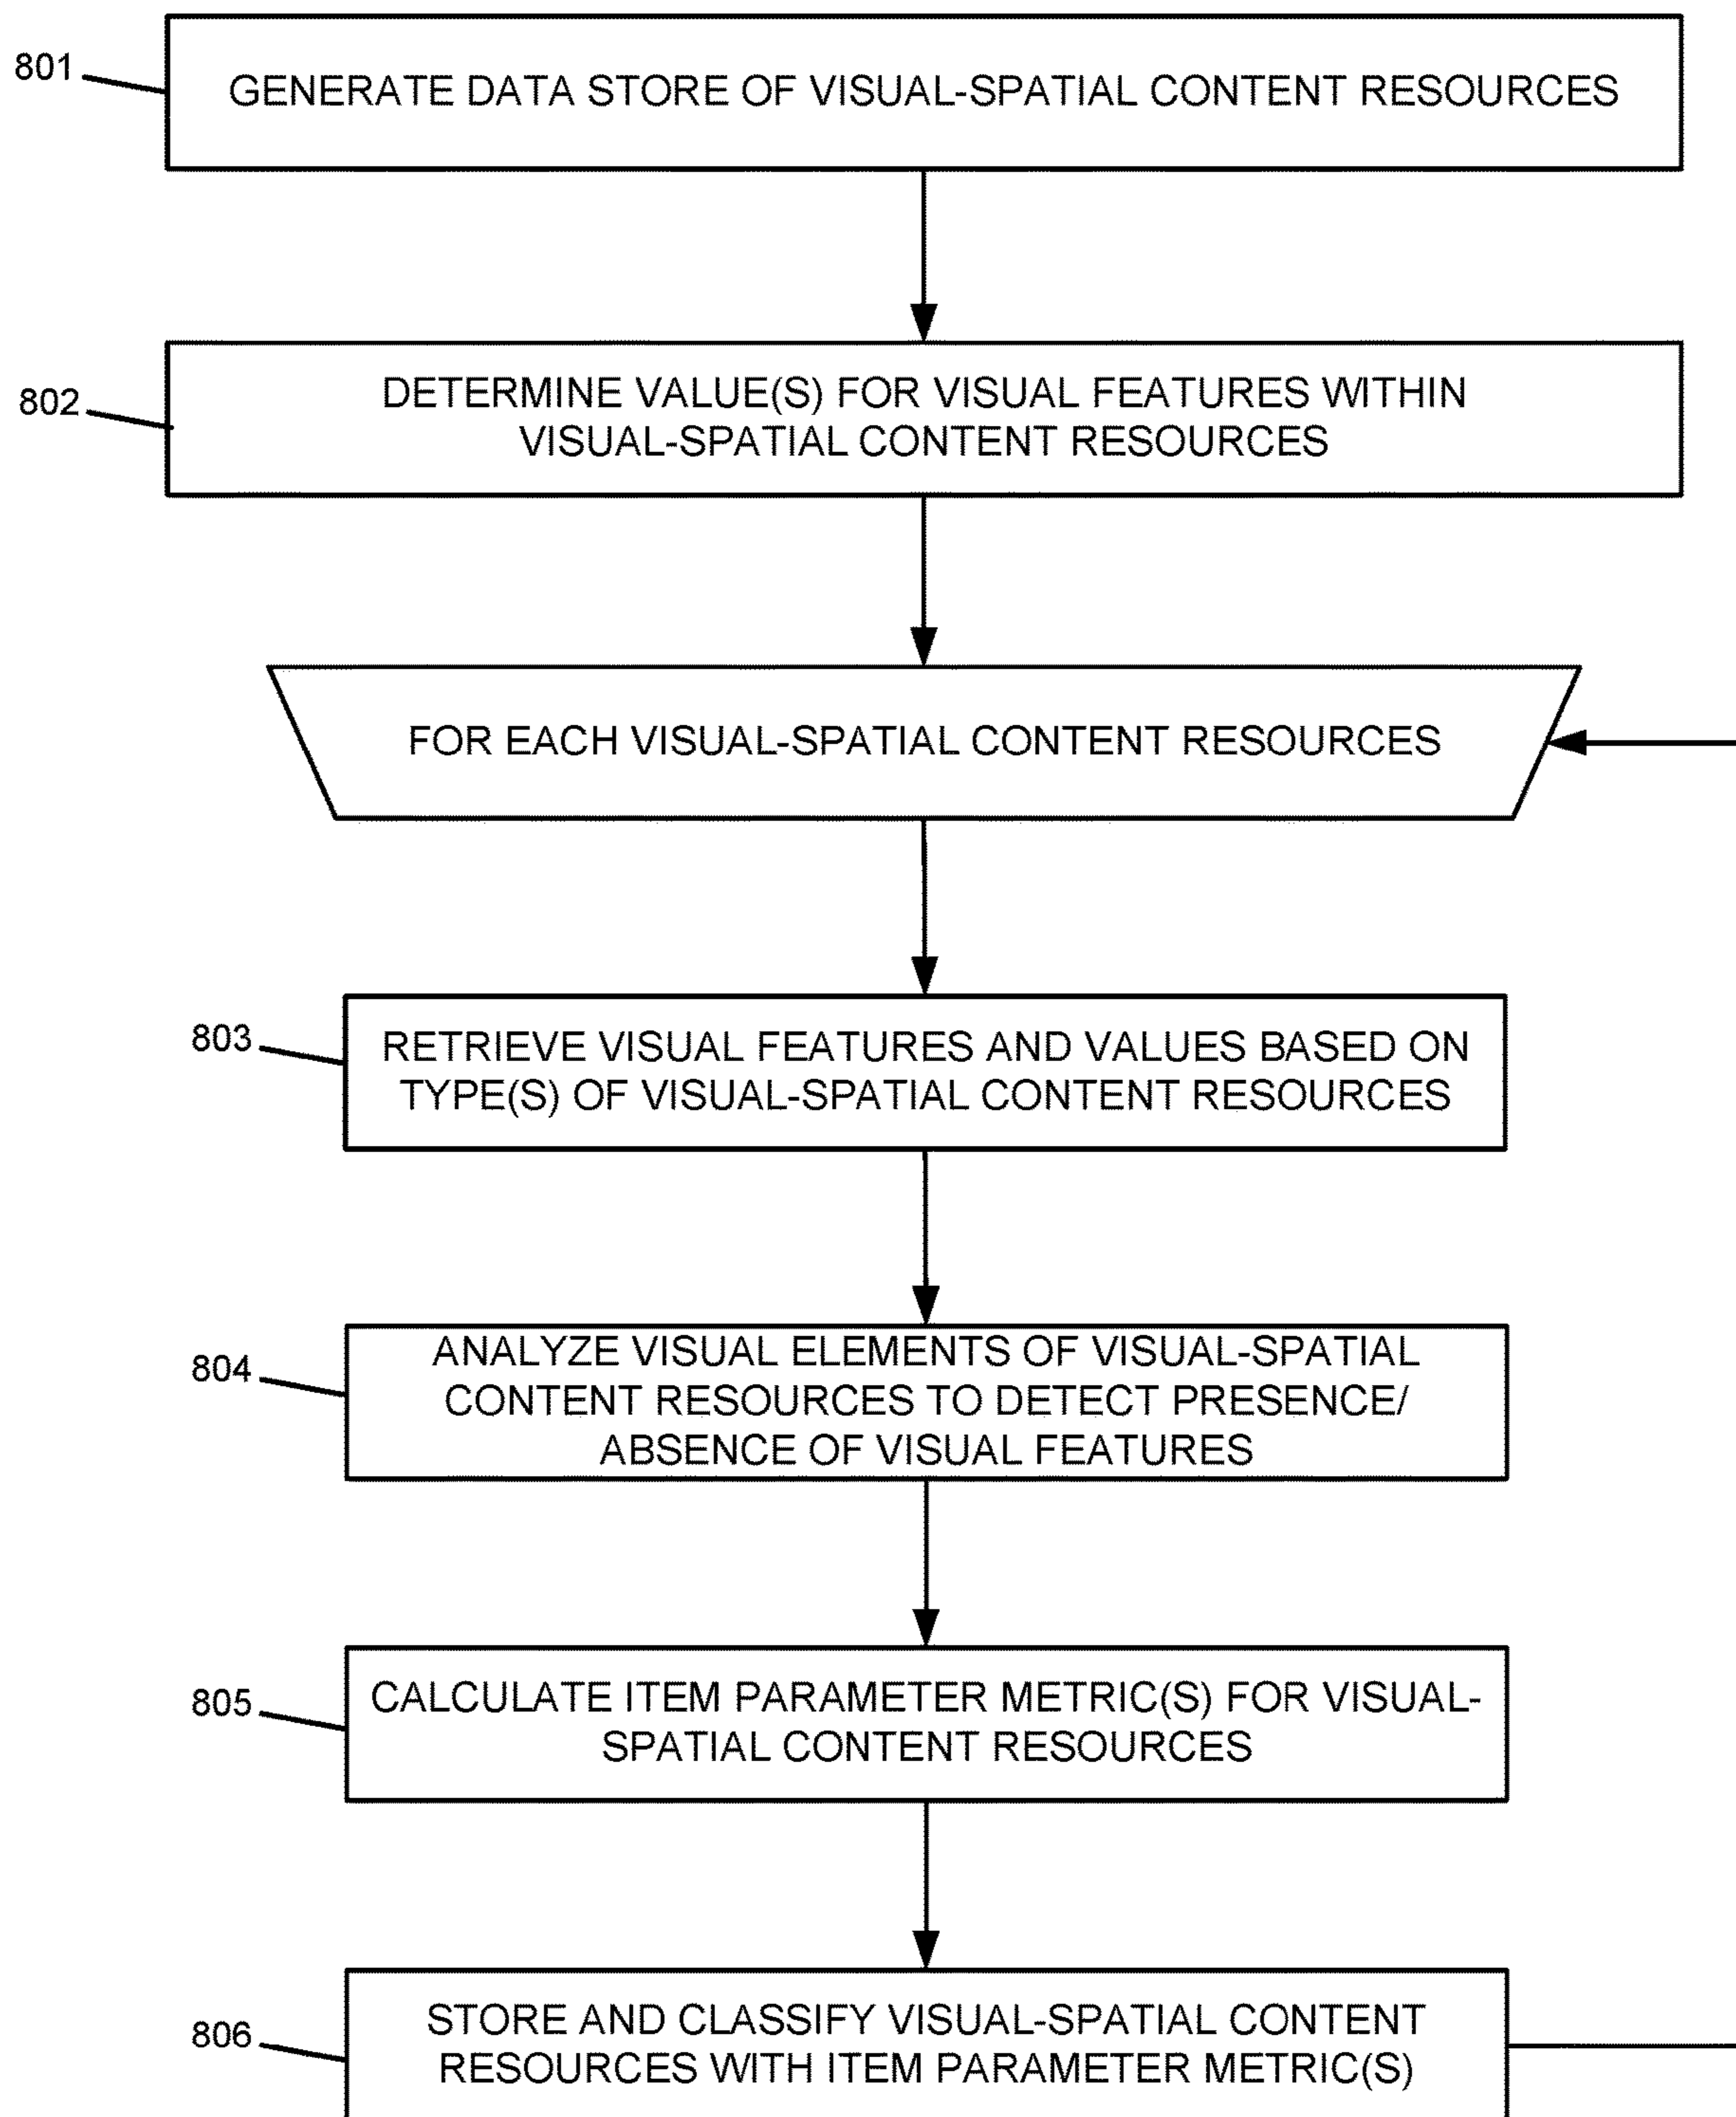 801
GENERATE DATA STORE OF VISUAL-SPATIAL CONTENT RESOURCES
802
DETERMINE VALUE(S) FOR VISUAL FEATURES WITHIN
VISUAL-SPATIAL CONTENT RESOURCES
FOR EACH VISUAL-SPATIAL CONTENT RESOURCES
803
RETRIEVE VISUAL FEATURES AND VALUES BASED ON
TYPE(S) OF VISUAL-SPATIAL CONTENT RESOURCES
804
ANALYZE VISUAL ELEMENTS OF VISUAL-SPATIAL
CONTENT RESOURCES TO DETECT PRESENCE/
ABSENCE OF VISUAL FEATURES
805
CALCULATE ITEM PARAMETER METRIC(S) FOR VISUAL-
SPATIAL CONTENT RESOURCES
806
STORE AND CLASSIFY VISUAL-SPATIAL CONTENT
RESOURCES WITH ITEM PARAMETER METRIC(S)